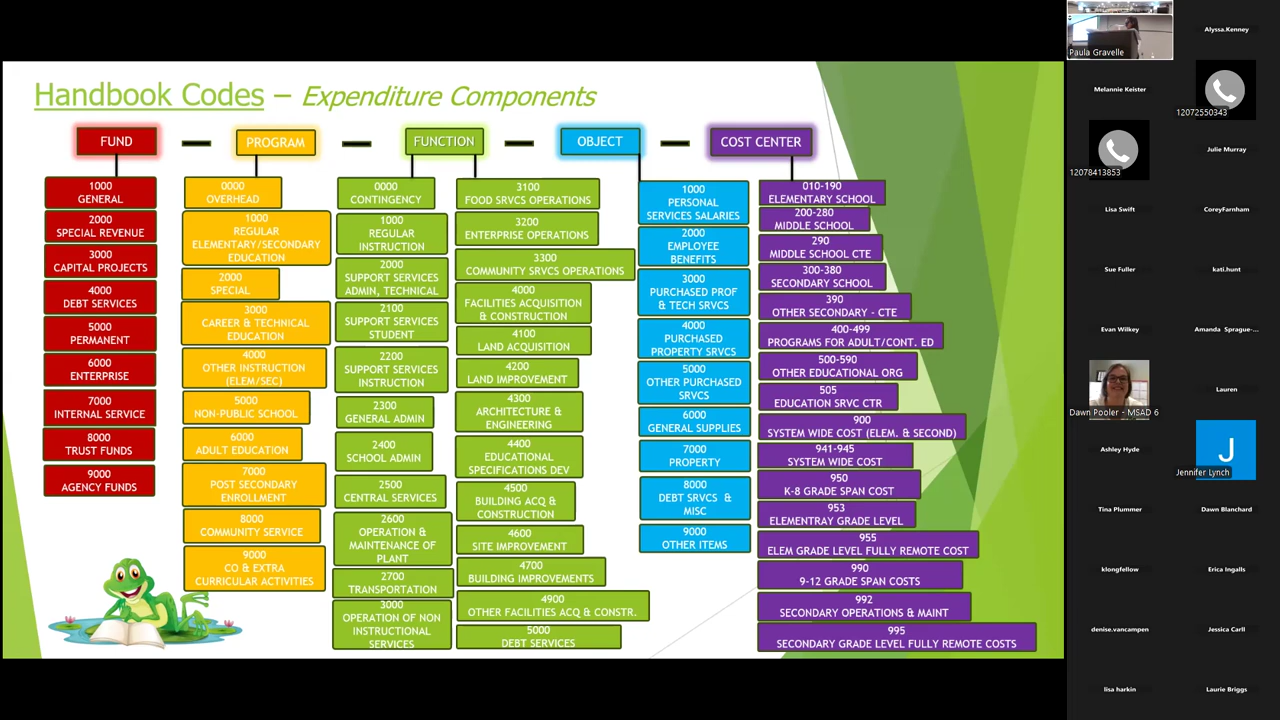 Handbook Codes – Expenditure Components
FUND
PROGRAM
FUNCTION
OBJECT
COST CENTER
1000
GENERAL
2000
SPECIAL REVENUE
3000
CAPITAL PROJECTS
4000
DEBT SERVICES
5000
PERMANENT
6000
ENTERPRISE
7000
INTERNAL SERVICE
8000
TRUST FUNDS
9000
AGENCY FUNDS
0000
OVERHEAD
1000
REGULAR
ELEMENTARY/SECONDARY
EDUCATION
2000
SPECIAL
3000
CAREER & TECHNICAL
EDUCATION
4000
OTHER INSTRUCTION
(ELEM/SEC)
5000
NON-PUBLIC SCHOOL
6000
ADULT EDUCATION
7000
POST SECONDARY
ENROLLMENT
8000
COMMUNITY SERVICE
9000
CO & EXTRA
CURRICULAR ACTIVITIES
0000
CONTINGENCY
1000
REGULAR
INSTRUCTION
2000
SUPPORT SERVICES
ADMIN, TECHNICAL
2100
SUPPORT SERVICES
STUDENT
2200
SUPPORT SERVICES
INSTRUCTION
2300
GENERAL ADMIN
2400
SCHOOL ADMIN
2500
CENTRAL SERVICES
2600
OPERATION &
MAINTENANCE OF
PLANT
2700
TRANSPORTATION
3000
OPERATION OF NON
INSTRUCTIONAL
SERVICES
3100
FOOD SRVCS OPERATIONS
3200
ENTERPRISE OPERATIONS
3300
COMMUNITY SRVCS OPERATIONS
4000
FACILITIES ACQUISITION
& CONSTRUCTION
4100
LAND ACQUISITION
4200
LAND IMPROVEMENT
4300
ARCHITECTURE &
ENGINEERING
4400
EDUCATIONAL
SPECIFICATIONS DEV
4500
BUILDING ACQ &
CONSTRUCTION
4600
SITE IMPROVEMENT
4700
BUILDING IMPROVEMENTS
4900
OTHER FACILITIES ACQ & CONSTR.
5000
DEBT SERVICES
1000
PERSONAL
SERVICES SALARIES
2000
EMPLOYEE
BENEFITS
3000
PURCHASED PROF
& TECH SRVCS
4000
PURCHASED
PROPERTY SRVCS
5000
OTHER PURCHASED
SRVCS
6000
GENERAL SUPPLIES
7000
PROPERTY
8000
DEBT SRVCS &
MISC
9000
OTHER ITEMS
010-190
ELEMENTARY SCHOOL
200-280
MIDDLE SCHOOL
290
MIDDLE SCHOOL CTE
300-380
SECONDARY SCHOOL
390
OTHER SECONDARY - CTE
400-499
PROGRAMS FOR ADULT/CONT. ED
500-590
OTHER EDUCATIONAL ORG
505
EDUCATION SRVC CTR
900
SYSTEM WIDE COST (ELEM. & SECOND)
941-945
SYSTEM WIDE COST
950
K-8 GRADE SPAN COST
953
ELEMENTRAY GRADE LEVEL
955
ELEM GRADE LEVEL FULLY REMOTE COST
990
9-12 GRADE SPAN COSTS
992
SECONDARY OPERATIONS & MAINT
995
SECONDARY GRADE LEVEL FULLY REMOTE COSTS
Paula Gravelle
Alyssa.Kenney
Melannie Keister
12072550343
12078413853
Julie Murray
Lisa Swift
CoreyFarnham
Sue Fuller
kati.hunt
Evan Wilkey
Amanda Sprague-...
Dawn Pooler - MSAD 6
Lauren
Ashley Hyde
J
Jennifer Lynch
Tina Plummer
Dawn Blanchard
klongfellow
Erica Ingalls
denise.vancampen
Jessica Carll
lisa harkin
Laurie Briggs